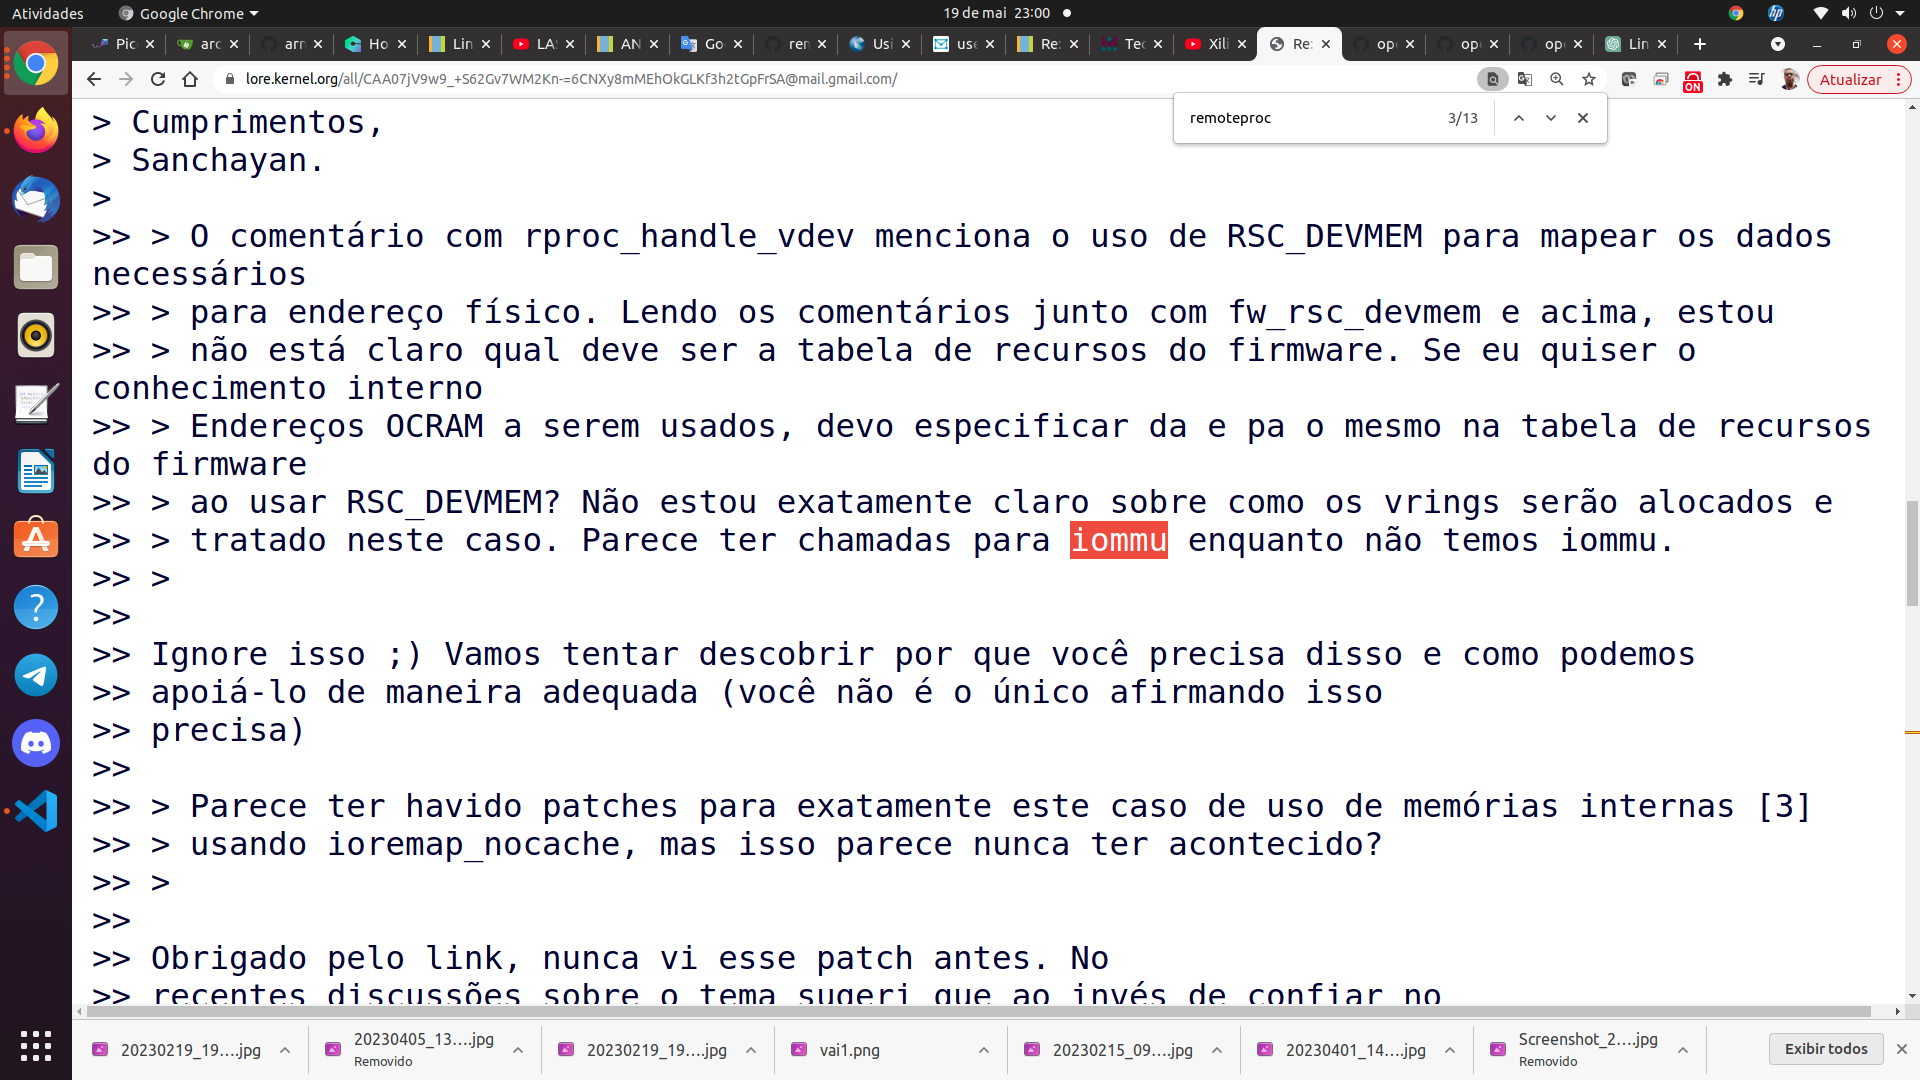 Atividades
Google Chrome
19 de mai 23:00
Pic
arc
arr
Ho
Lin
LAS
AN
Go
ren
Usi
use
Re:
Tec
Xili
Re:
ope
ope
ope
Lin
lore.kernel.org/all/CAA07jV9w9_+S62Gv7WM2Kn-=6CNXy8mMEhOkGLKf3h2tGpFrSA@mail.gmail.com/
ON
Atualizar
remoteproc
3/13
> Cumprimentos,
> Sanchayan.
>
>> > O comentário com rproc_handle_vdev menciona o uso de RSC_DEVMEM para mapear os dados
necessários
>> > para endereço físico. Lendo os comentários junto com fw_rsc_devmem e acima, estou
>> > não está claro qual deve ser a tabela de recursos do firmware. Se eu quiser o
conhecimento interno
>> > Endereços OCRAM a serem usados, devo especificar da e pa o mesmo na tabela de recursos
do firmware
>> > ao usar RSC_DEVMEM? Não estou exatamente claro sobre como os vrings serão alocados e
>> > tratado neste caso. Parece ter chamadas para iommu enquanto não temos iommu.
>> >
>>
>> Ignore isso ;) Vamos tentar descobrir por que você precisa disso e como podemos
>> apoiá-lo de maneira adequada (você não é o único afirmando isso
>> precisa)
>>
>> > Parece ter havido patches para exatamente este caso de uso de memórias internas [3]
>> > usando ioremap_nocache, mas isso parece nunca ter acontecido?
>> >
>>
>> Obrigado pelo link, nunca vi esse patch antes. No
>> recentes discussões sobre o tema sugeri que ao invés de confiar no
20230219_19....jpg
20230405_13....jpg
Removido
20230219_19....jpg
vai1.png
20230215_09....jpg
20230401_14....jpg
Screenshot_2....jpg
Removido
Exibir todos